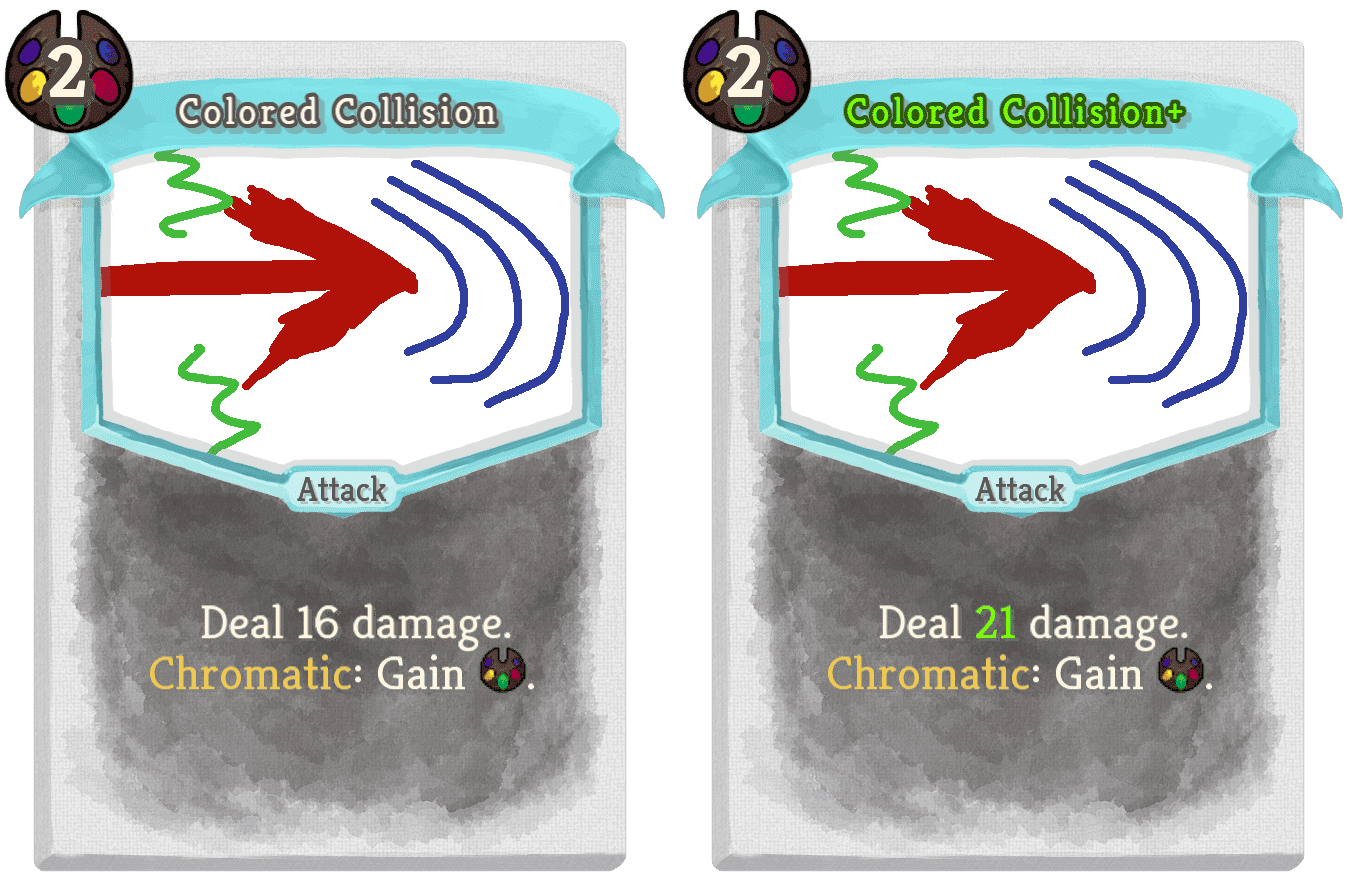 2
Colored Collision
Attack
Deal 16 damage.
Chromatic: Gain .
2
Colored Collision+
Attack
Deal 21 damage.
Chromatic: Gain .